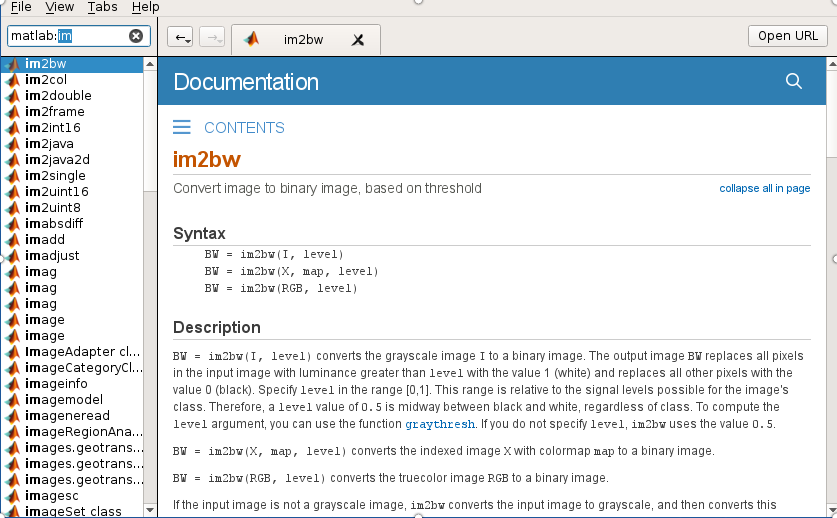 File View Tabs Help
matlab:im
im2bw
Open URL
im2bw
im2col
im2double
im2frame
im2int16
im2java
im2java2d
im2single
im2uint16
im2uint8
imabsdiff
imadd
imadjust
imag
imag
imag
image
image
ImageAdapter cl...
imageCategoryCl...
imageinfo
imagemodel
imageneread
imageRegionAna...
images.geotrans...
images.geotrans...
images.geotrans...
imagesc
imageSet class
Documentation
CONTENTS
im2bw
Convert image to binary image, based on threshold
collapse all in page
Syntax
BW = im2bw(I, level)
BW = im2bw(X, map, level)
BW = im2bw(RGB, level)
Description
BW = im2bw(I, level) converts the grayscale image I to a binary image. The output image BW replaces all pixels
in the input image with luminance greater than level with the value 1 (white) and replaces all other pixels with the
value 0 (black). Specify level in the range [0,1]. This range is relative to the signal levels possible for the image's
class. Therefore, a level value of 0.5 is midway between black and white, regardless of class. To compute the
level argument, you can use the function graythresh. If you do not specify level, im2bw uses the value 0.5.
BW = im2bw(X, map, level) converts the indexed image X with colormap map to a binary image.
BW = im2bw(RGB, level) converts the truecolor image RGB to a binary image.
If the input image is not a grayscale image, im2bw converts the input image to grayscale, and then converts this